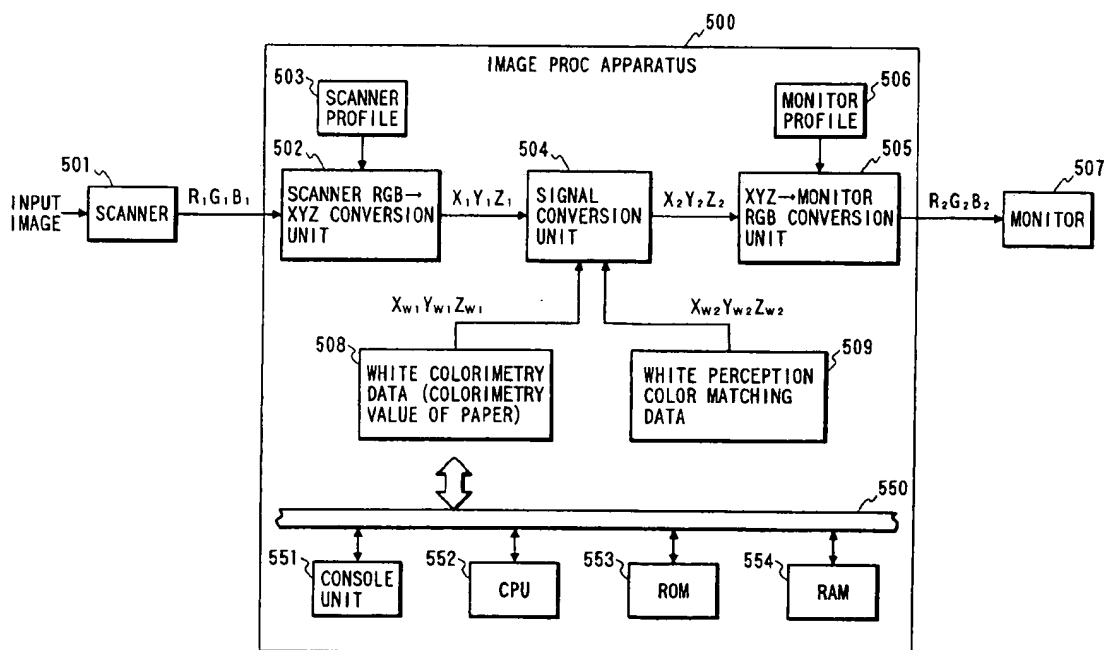 500
IMAGE PROC APPARATUS
503
SCANNER
PROFILE
506
MONITOR
PROFILE
501
INPUT
IMAGE
SCANNER
R₁G₁B₁
502
SCANNER RGB→
XYZ CONVERSION
UNIT
X₁Y₁Z₁
504
SIGNAL
CONVERSION
UNIT
X₂Y₂Z₂
505
XYZ→MONITOR
RGB CONVERSION
UNIT
R₂G₂B₂
507
MONITOR
Xw₁Yw₁Zw₁
508
WHITE COLORIMETRY
DATA (COLORIMETRY
VALUE OF PAPER)
Xw₂Yw₂Zw₂
509
WHITE PERCEPTION
COLOR MATCHING
DATA
550
551
CONSOLE
UNIT
552
CPU
553
ROM
554
RAM